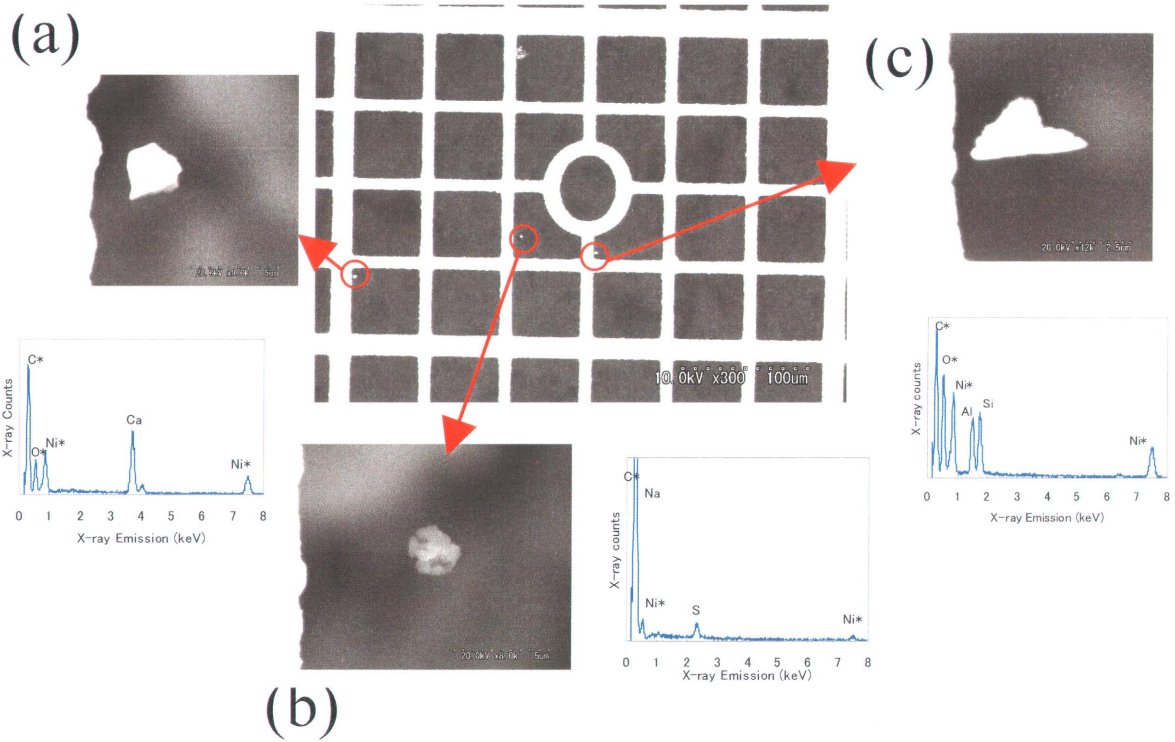 (a)
(c)
20.0kV x12k 2.5um
10.0kV x300 100um
X-ray Counts
C*
O*
Ni*
Ca
Ni*
0 1 2 3 4 5 6 7 8
X-ray Emission (keV)
X-ray Counts
C*
O*
Ni*
Al
Si
Ni*
0 1 2 3 4 5 6 7 8
X-ray Emission (keV)
20.0kV x8.0k 5um
(b)
X-ray counts
C*
Na
Ni*
S
Ni*
0 1 2 3 4 5 6 7 8
X-ray Emission (keV)